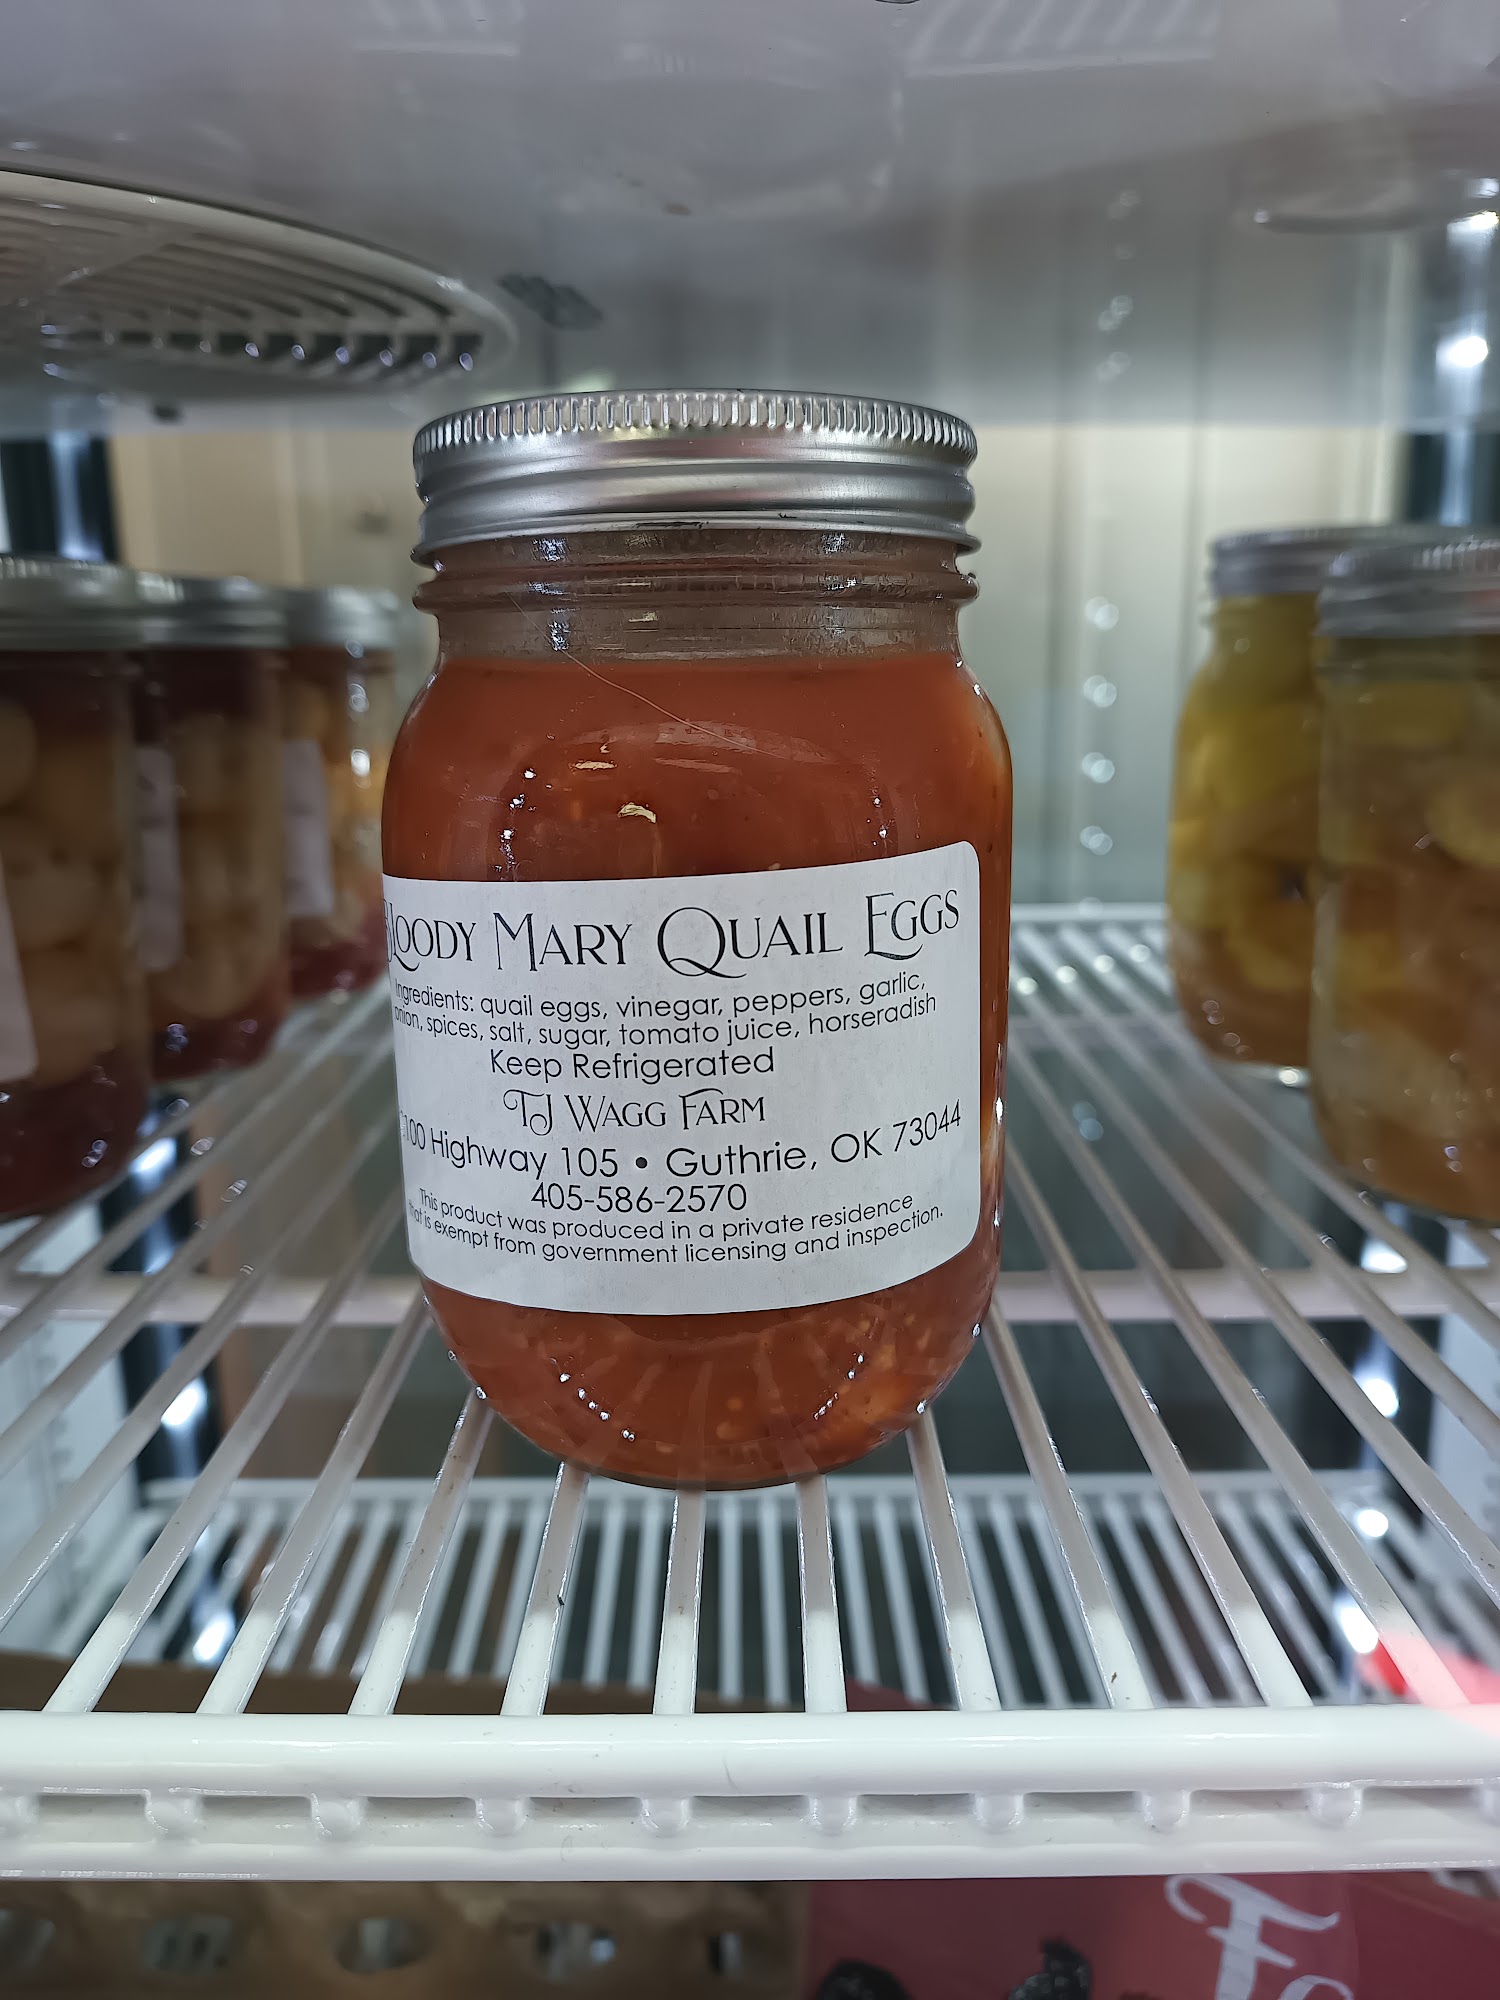 Bloody Mary Quail Eggs
Ingredients: quail eggs, vinegar, peppers, garlic,
onion, spices, salt, sugar, tomato juice, horseradish
Keep Refrigerated
TJ Wagg Farm
Highway 105 • Guthrie, OK 73044
405-586-2570
This product was produced in a private residence
that is exempt from government licensing and inspection.